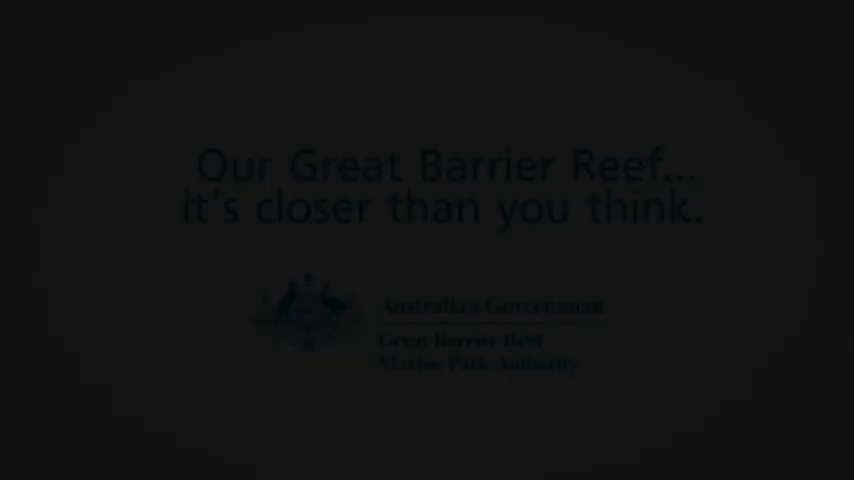 Our Great Barrier Reef...
it's closer than you think.
Australian Government
Great Barrier Reef
Marine Park Authority